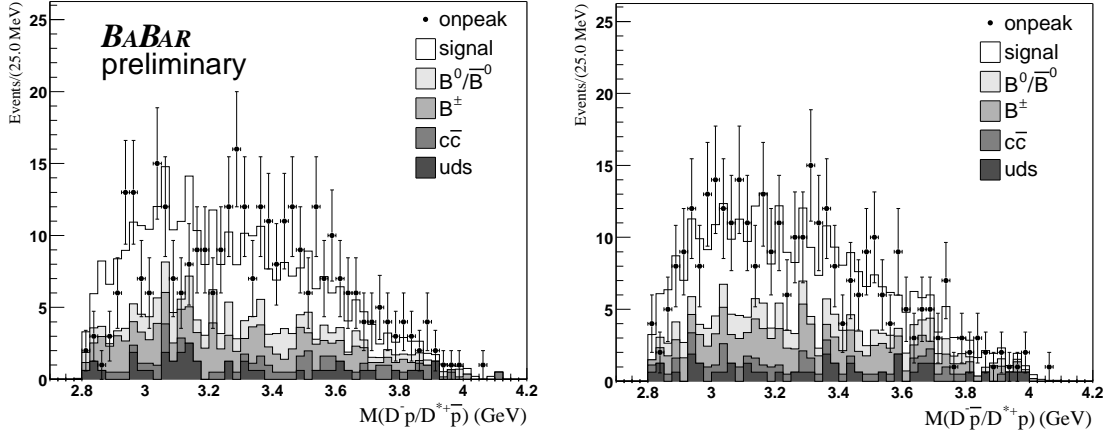 Events/(25.0 MeV)
25
20
15
10
5
0
2.8 3 3.2 3.4 3.6 3.8 4 4.2
M(D⁻p/D*⁺p̅) (GeV)
BABAR
preliminary
onpeak
signal
B⁰/B̅⁰
B±
cc̅
uds
Events/(25.0 MeV)
25
20
15
10
5
0
2.8 3 3.2 3.4 3.6 3.8 4 4.2
M(D⁻p̅/D*⁺p) (GeV)
onpeak
signal
B⁰/B̅⁰
B±
cc̅
uds